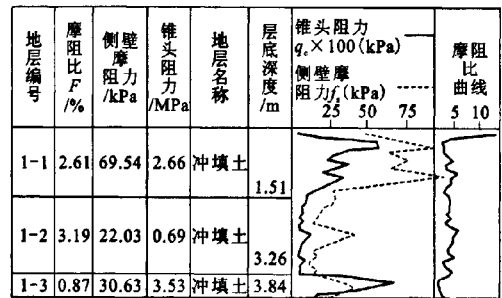 地层编号 摩阻比F/% 侧壁摩阻力/kPa 锥头阻力/MPa 地层名称 层底深度/m
锥头阻力
qc×100(kPa)
侧壁摩
阻力fs(kPa)
25 50 75
摩阻
比
曲线
5 10
1-1 2.61 69.54 2.66 冲填土 1.51
1-2 3.19 22.03 0.69 冲填土 3.26
1-3 0.87 30.63 3.53 冲填土 3.84